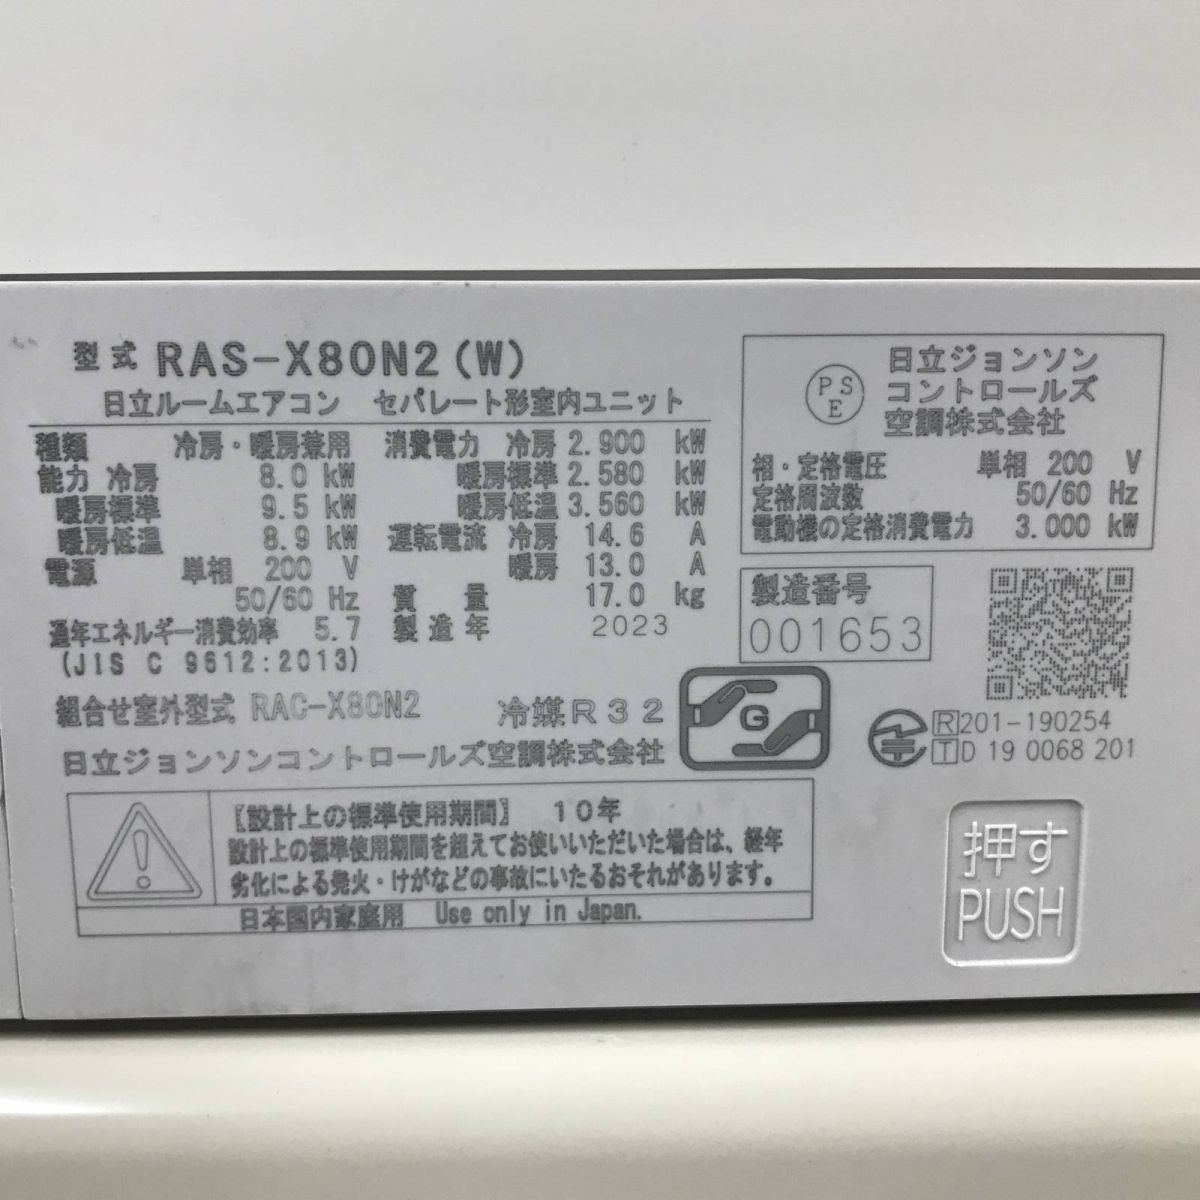 型式 RAS-X80N2(W)
日立ルームエアコン セパレート形室内ユニット
種類 冷房・暖房兼用
能力 冷房 8.0 kW
暖房標準 9.5 kW
暖房低温 8.9 kW
電源 単相 200 V
50/60 Hz
通年エネルギー消費効率 5.7
(JIS C 9612:2013)
消費電力 冷房 2.900 kW
暖房標準 2.580 kW
暖房低温 3.560 kW
運転電流 冷房 14.6 A
暖房 13.0 A
質量 17.0 kg
製造年 2023
組合せ室外型式 RAC-X80N2
冷媒R32
日立ジョンソンコントロールズ空調株式会社
G
【設計上の標準使用期間】 10年
設計上の標準使用期間を超えてお使いいただいた場合は、経年
劣化による発火・けがなどの事故にいたるおそれがあります。
日本国内家庭用 Use only in Japan.
PS
E
日立ジョンソン
コントロールズ
空調株式会社
相・定格電圧 単相 200 V
定格周波数 50/60 Hz
電動機の定格消費電力 3.000 kW
製造番号
001653
R 201-190254
T D 19 0068 201
押す
PUSH